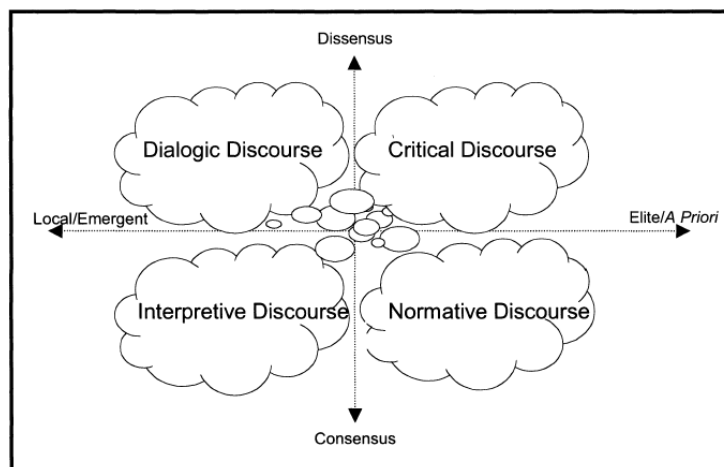 Dissensus
Dialogic Discourse
Critical Discourse
Local/Emergent
Elite/A Priori
Interpretive Discourse
Normative Discourse
Consensus